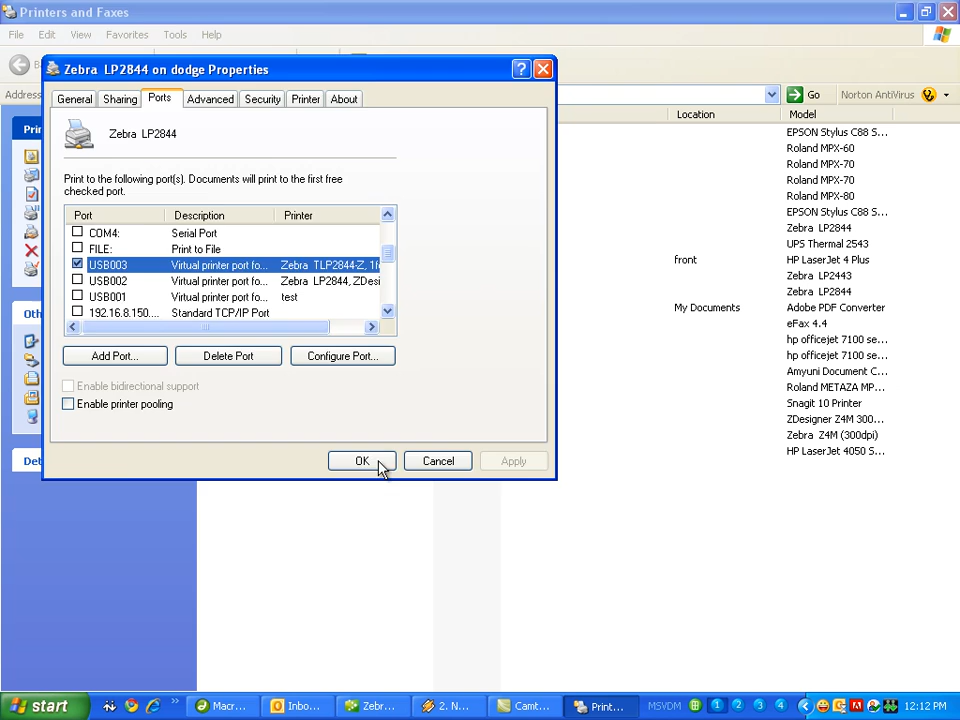 Printers and Faxes
File Edit View Favorites Tools Help
Zebra LP2844 on dodge Properties
Address
Go
Norton AntiVirus
General Sharing Ports Advanced Security Printer About
Location
Model
Zebra LP2844
Print to the following port(s). Documents will print to the first free
checked port.
Port Description Printer
COM4: Serial Port
FILE: Print to File
USB003 Virtual printer port fo... Zebra TLP2844-Z, 1f
USB002 Virtual printer port fo... Zebra LP2844, ZDesi
USB001 Virtual printer port fo... test
192.16.8.150.... Standard TCP/IP Port
Add Port... Delete Port Configure Port...
Enable bidirectional support
Enable printer pooling
OK Cancel Apply
EPSON Stylus C88 S...
Roland MPX-60
Roland MPX-70
Roland MPX-70
Roland MPX-80
EPSON Stylus C88 S...
Zebra LP2844
UPS Thermal 2543
front HP LaserJet 4 Plus
Zebra LP2443
Zebra LP2844
My Documents Adobe PDF Converter
eFax 4.4
hp officejet 7100 se...
hp officejet 7100 se...
Amyuni Document C...
Roland METAZA MP...
Snagit 10 Printer
ZDesigner Z4M 300...
Zebra Z4M (300dpi)
HP LaserJet 4050 S...
Prin
Oth
Det
start
Macr...
Inbo...
Zebr...
2. N...
Camt...
Print...
MSVDM
1 2 3 4
12:12 PM